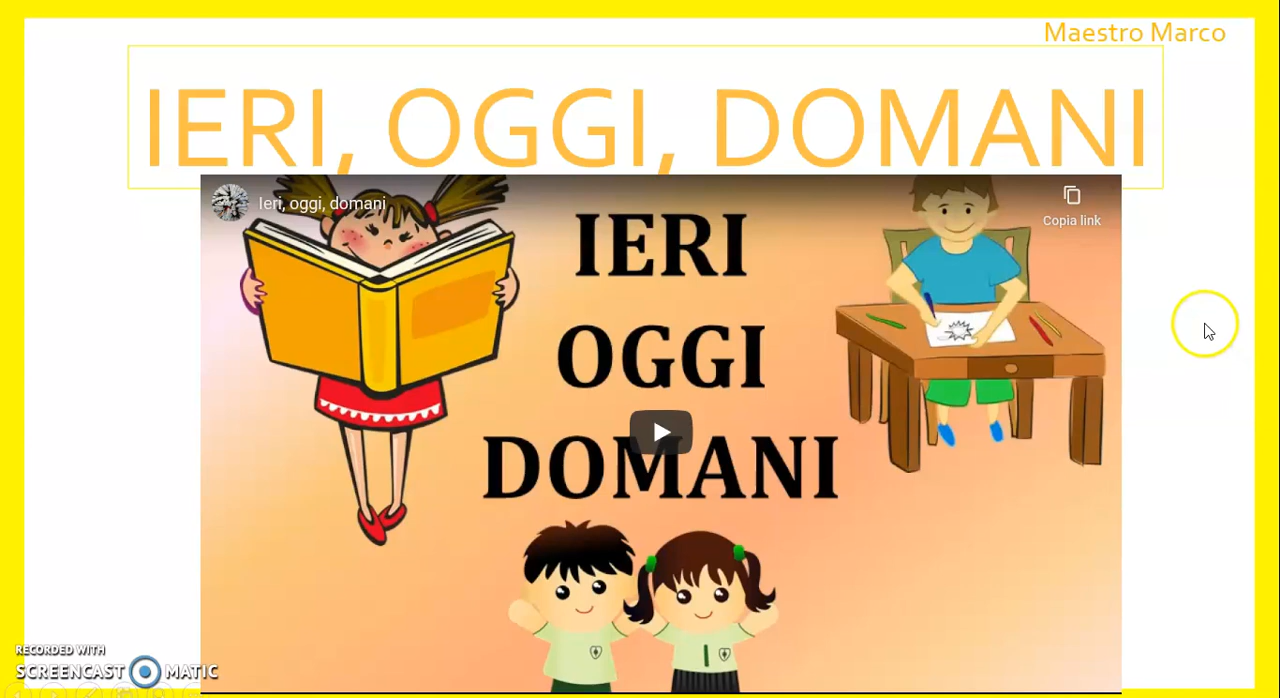 Maestro Marco
IERI, OGGI, DOMANI
Ieri, oggi, domani
Copia link
IERI
OGGI
DOMANI
RECORDED WITH
SCREENCAST MATIC